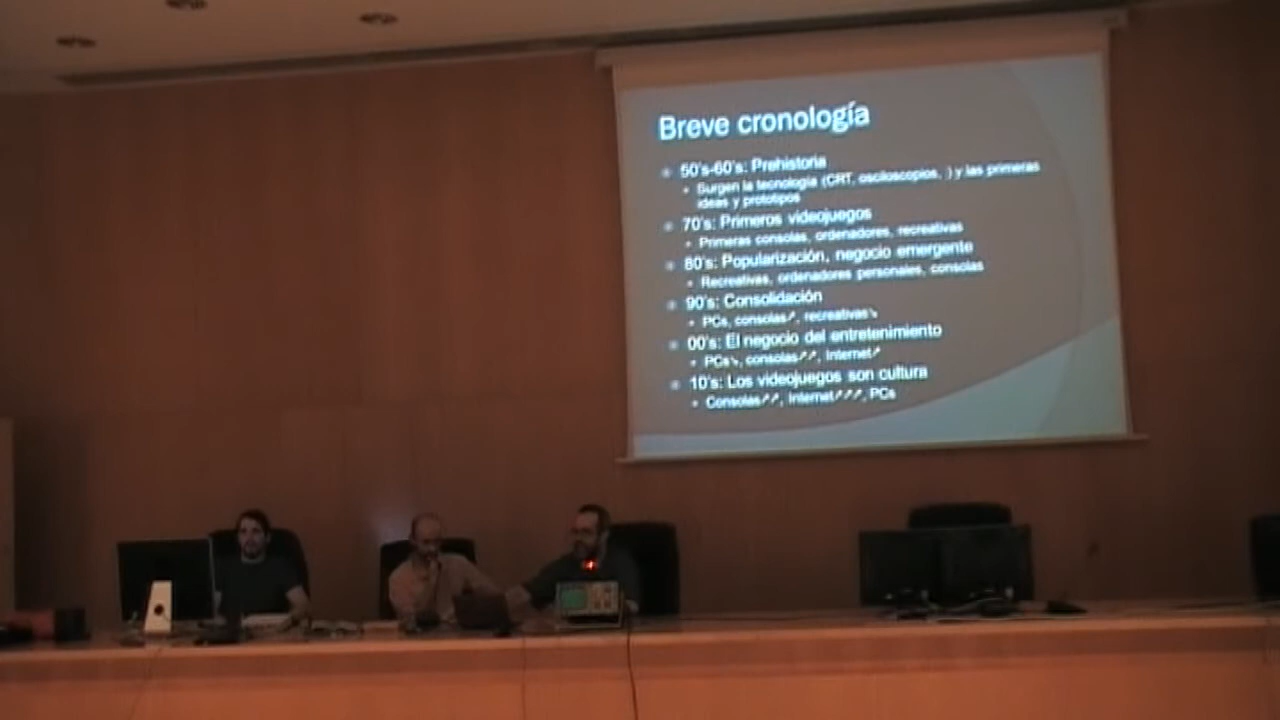 Breve cronología
50's-60's: Prehistoria
Surgen la tecnología (CRT, osciloscopios, ) y las primeras
ideas y prototipos
70's: Primeros videojuegos
Primeras consolas, ordenadores, recreativas
80's: Popularización, negocio emergente
Recreativas, ordenadores personales, consolas
90's: Consolidación
PCs, consolas↗, recreativas↘
00's: El negocio del entretenimiento
PCs↘, consolas↗↗, Internet↗
10's: Los videojuegos son cultura
Consolas↗↗, Internet↗↗↗, PCs